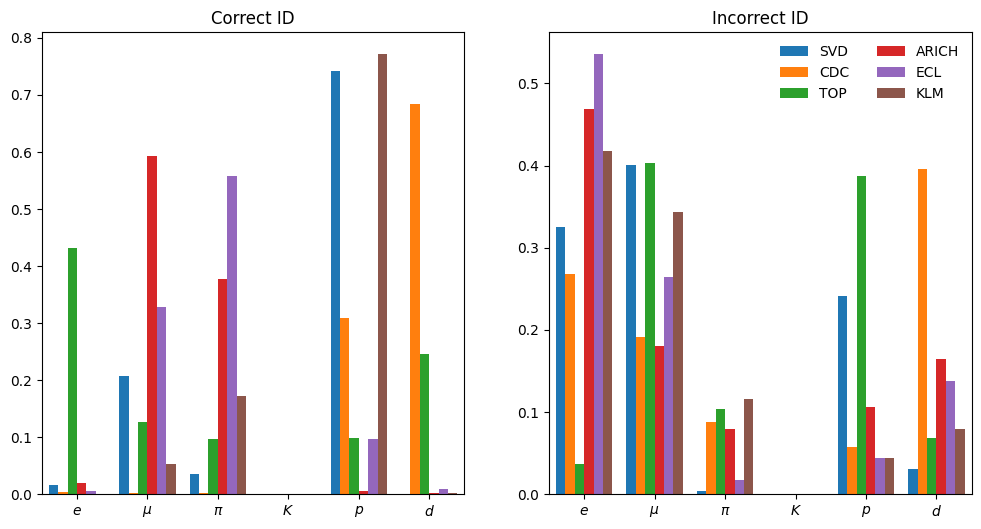 Correct ID
0.8
0.7
0.6
0.5
0.4
0.3
0.2
0.1
0.0
e μ π K p d
Incorrect ID
SVD ARICH
CDC ECL
TOP KLM
0.5
0.4
0.3
0.2
0.1
0.0
e μ π K p d